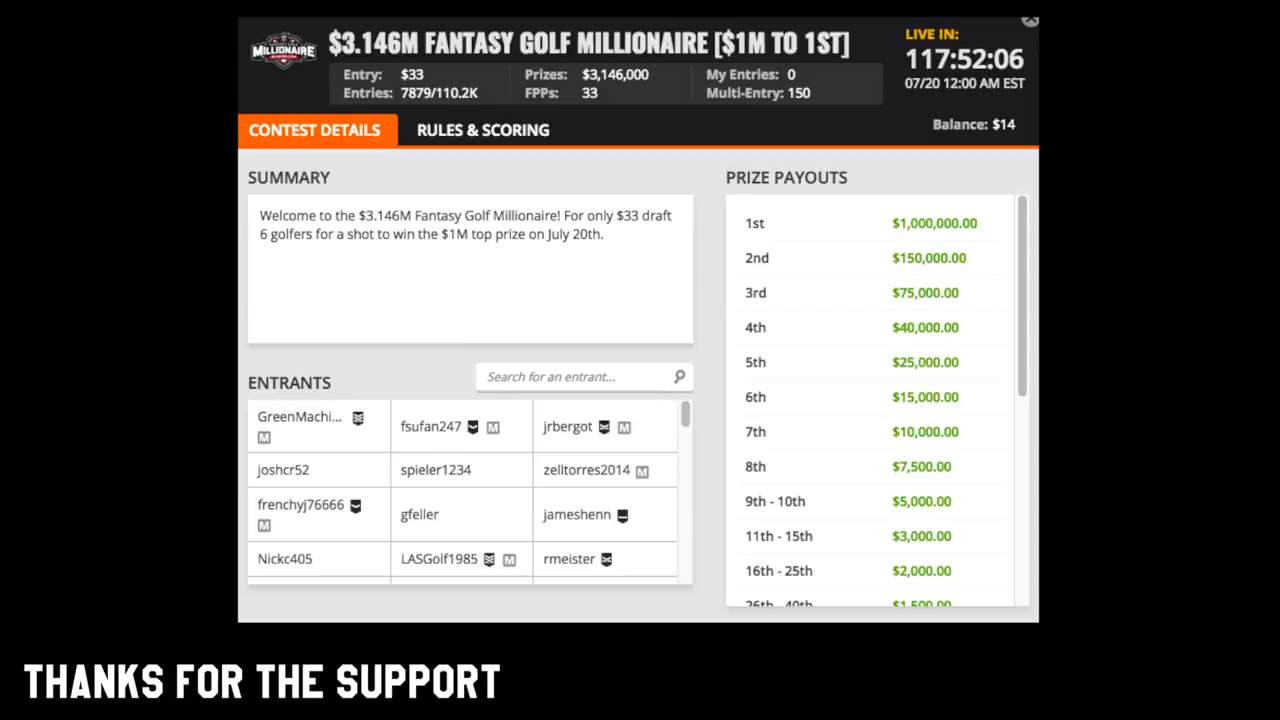 MILLIONAIRE
$3.146M FANTASY GOLF MILLIONAIRE [$1M TO 1ST]
Entry: $33 Prizes: $3,146,000 My Entries: 0
Entries: 7879/110.2K FPPs: 33 Multi-Entry: 150
LIVE IN:
117:52:06
07/20 12:00 AM EST
CONTEST DETAILS RULES & SCORING
Balance: $14
SUMMARY
Welcome to the $3.146M Fantasy Golf Millionaire! For only $33 draft
6 golfers for a shot to win the $1M top prize on July 20th.
ENTRANTS
Search for an entrant...
GreenMachi... M fsufan247 M jrbergot M
joshcr52 spieler1234 zelltorres2014 M
frenchyj76666 M gfeller jameshenn
Nickc405 LASGolf1985 M rmeister
PRIZE PAYOUTS
1st $1,000,000.00
2nd $150,000.00
3rd $75,000.00
4th $40,000.00
5th $25,000.00
6th $15,000.00
7th $10,000.00
8th $7,500.00
9th - 10th $5,000.00
11th - 15th $3,000.00
16th - 25th $2,000.00
26th - 40th $1,500.00
THANKS FOR THE SUPPORT